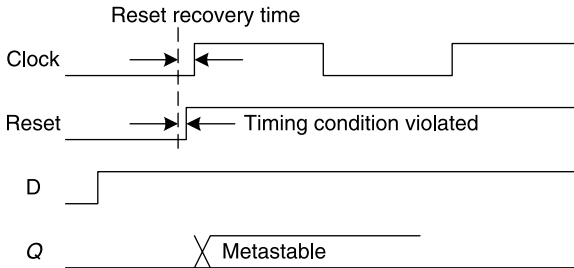 Reset recovery time
Clock
Reset
Timing condition violated
D
Q
Metastable